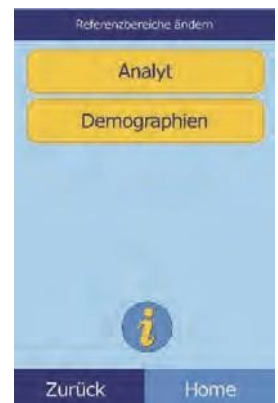 Referenzbereiche ändern
Analyt
Demographien
i
Zurück Home